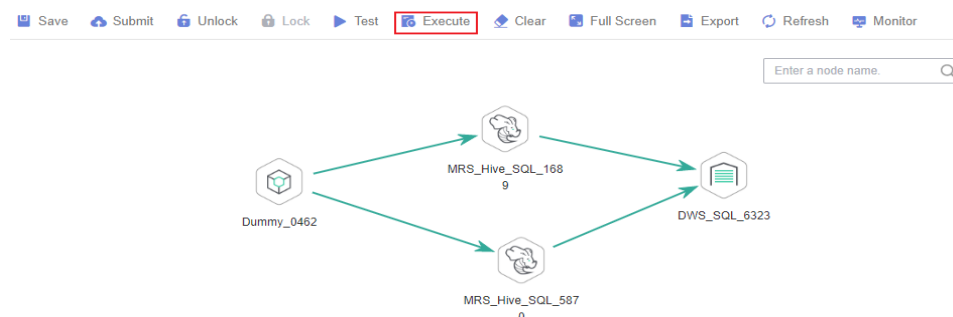 Save Submit Unlock Lock Test Execute Clear Full Screen Export Refresh Monitor
Enter a node name.
MRS_Hive_SQL_168
9
Dummy_0462
DWS_SQL_6323
MRS_Hive_SQL_587